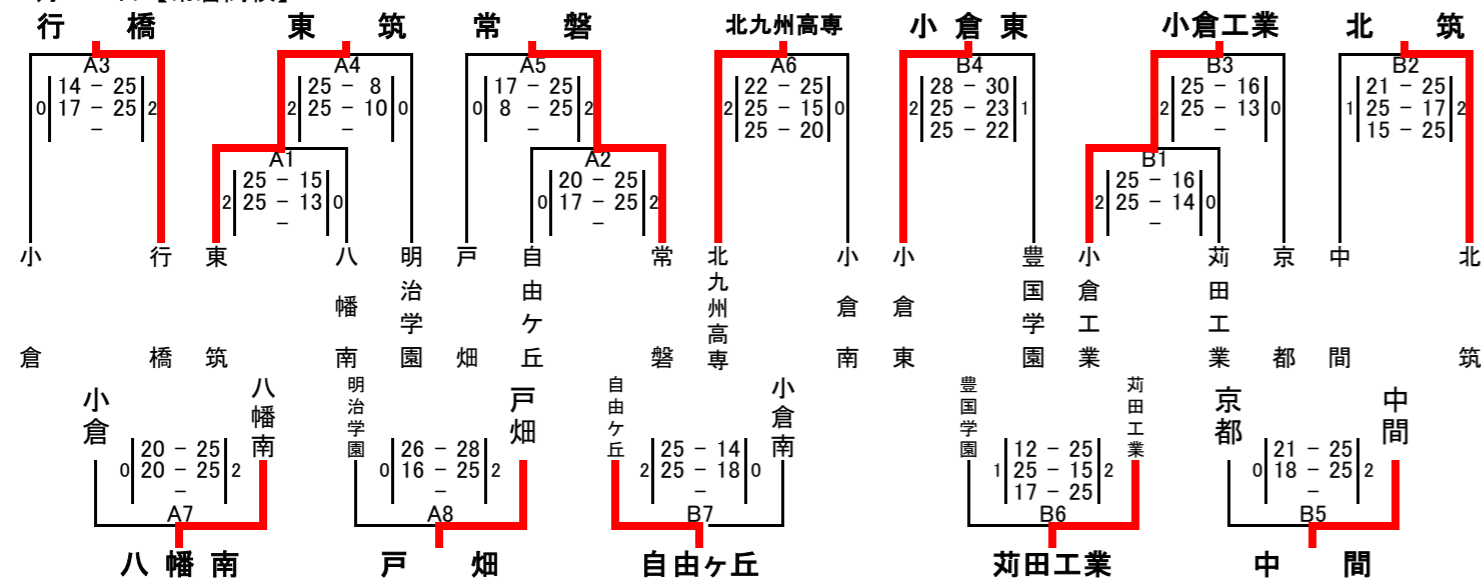 行橋 東筑 常磐 北九州高専 小倉東 小倉工業 北筑
A3 A4 A5 A6 B4 B3 B2
14 - 25 25 - 8 17 - 25 22 - 25 28 - 30 25 - 16 21 - 25
0 17 - 25 2 2 25 - 10 0 0 8 - 25 2 2 25 - 15 0 2 25 - 23 1 2 25 - 13 0 1 25 - 17 2
- - - 25 - 20 25 - 22 - 15 - 25
A1 A2 B1
25 - 15 20 - 25 25 - 16
2 25 - 13 0 0 17 - 25 2 2 25 - 14 0
- - -
小倉 行橋 東筑 八幡南 明治学園 戸畑 自由ケ丘 常磐 北九州高専 小倉南 小倉東 豊国学園 小倉工業 苅田工業 京都 中間 北筑
小倉 八幡南 明治学園 戸畑 自由ケ丘 小倉南 豊国学園 苅田工業 京都 中間
20 - 25 26 - 28 25 - 14 12 - 25 21 - 25
0 20 - 25 2 0 16 - 25 2 2 25 - 18 0 1 25 - 15 2 0 18 - 25 2
- - - 17 - 25 -
A7 A8 B7 B6 B5
八幡南 戸畑 自由ヶ丘 苅田工業 中間